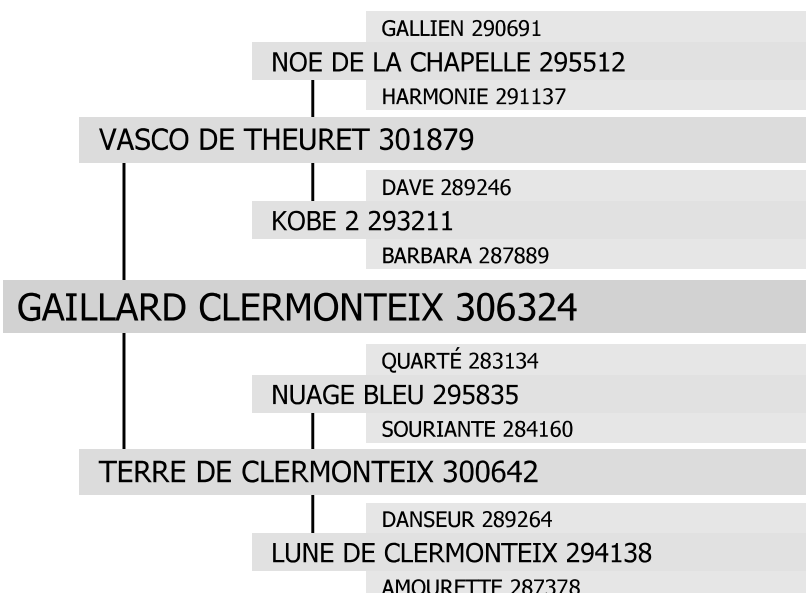 GALLIEN 290691
NOE DE LA CHAPELLE 295512
HARMONIE 291137
VASCO DE THEURET 301879
DAVE 289246
KOBE 2 293211
BARBARA 287889
GAILLARD CLERMONTEIX 306324
QUARTÉ 283134
NUAGE BLEU 295835
SOURIANTE 284160
TERRE DE CLERMONTEIX 300642
DANSEUR 289264
LUNE DE CLERMONTEIX 294138
AMOURETTE 287378